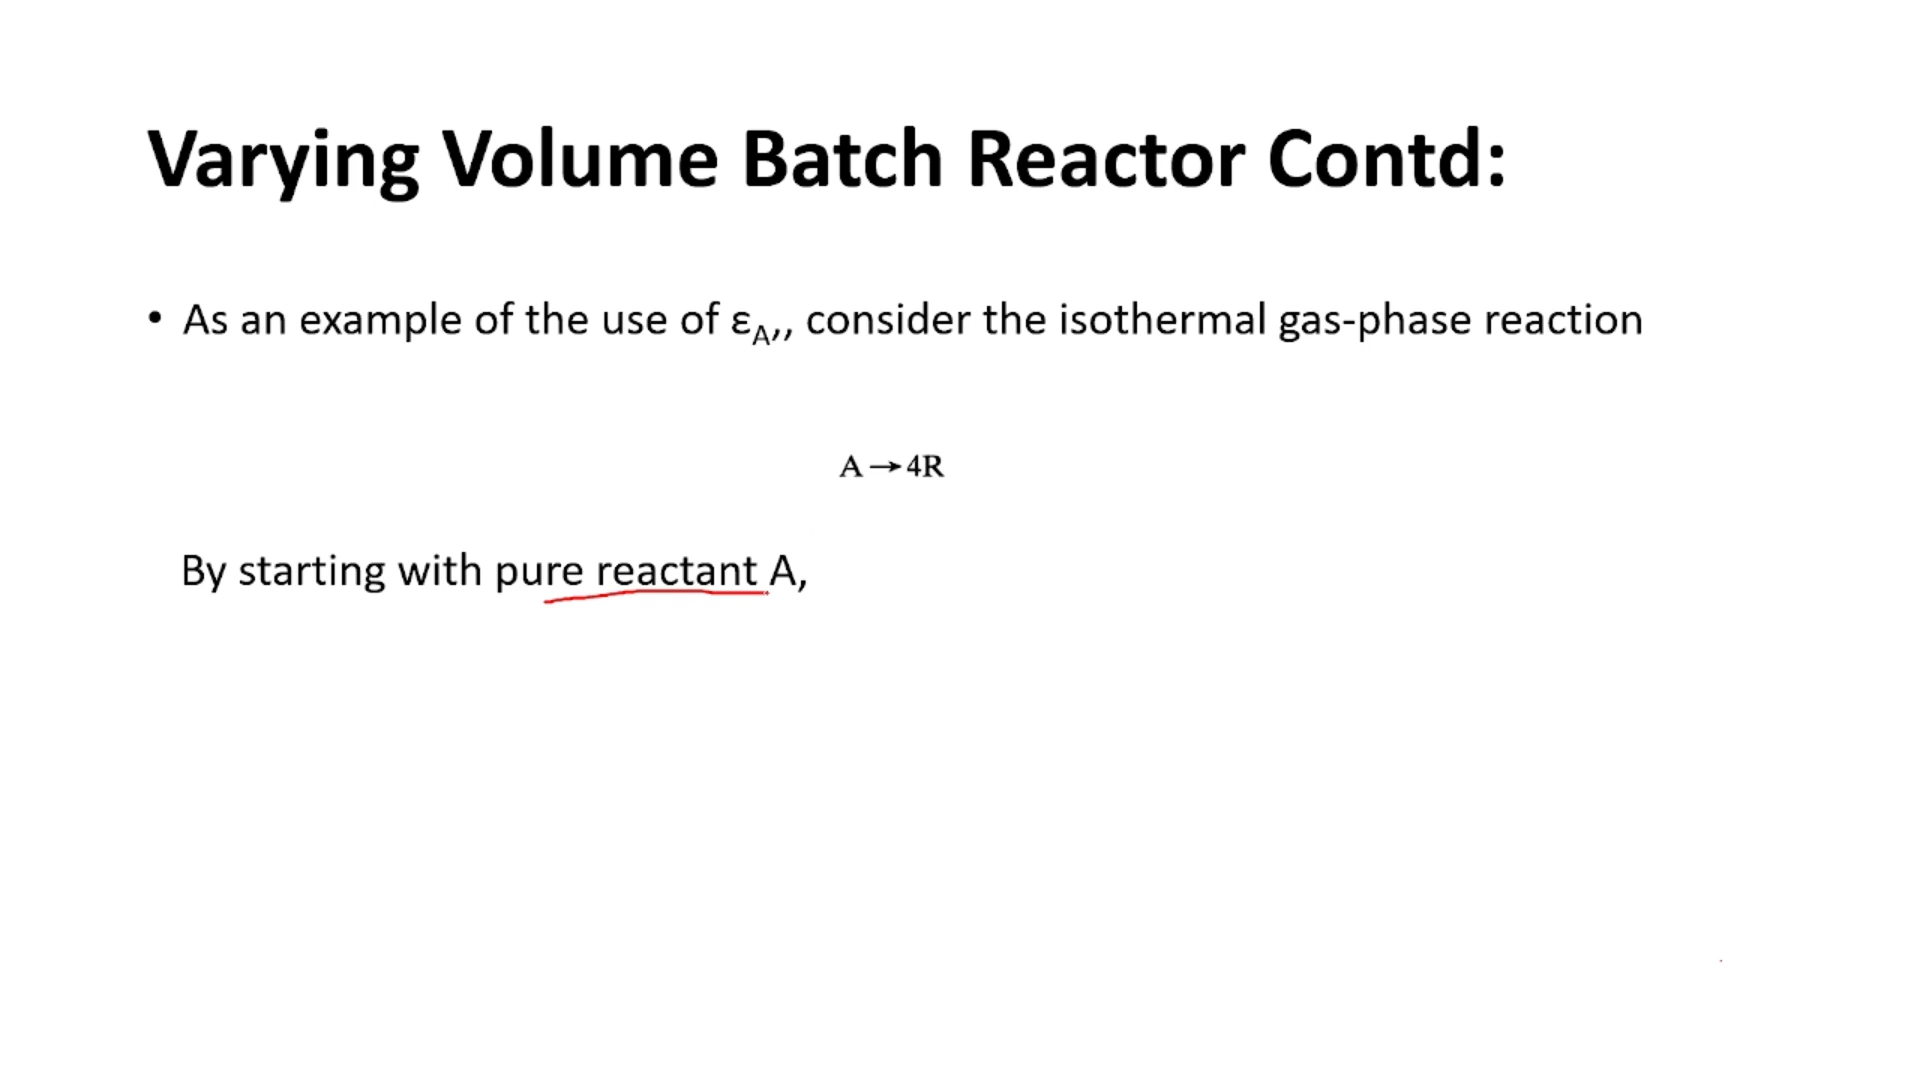 Varying Volume Batch Reactor Contd:
• As an example of the use of εA,, consider the isothermal gas-phase reaction
A → 4R
By starting with pure reactant A,